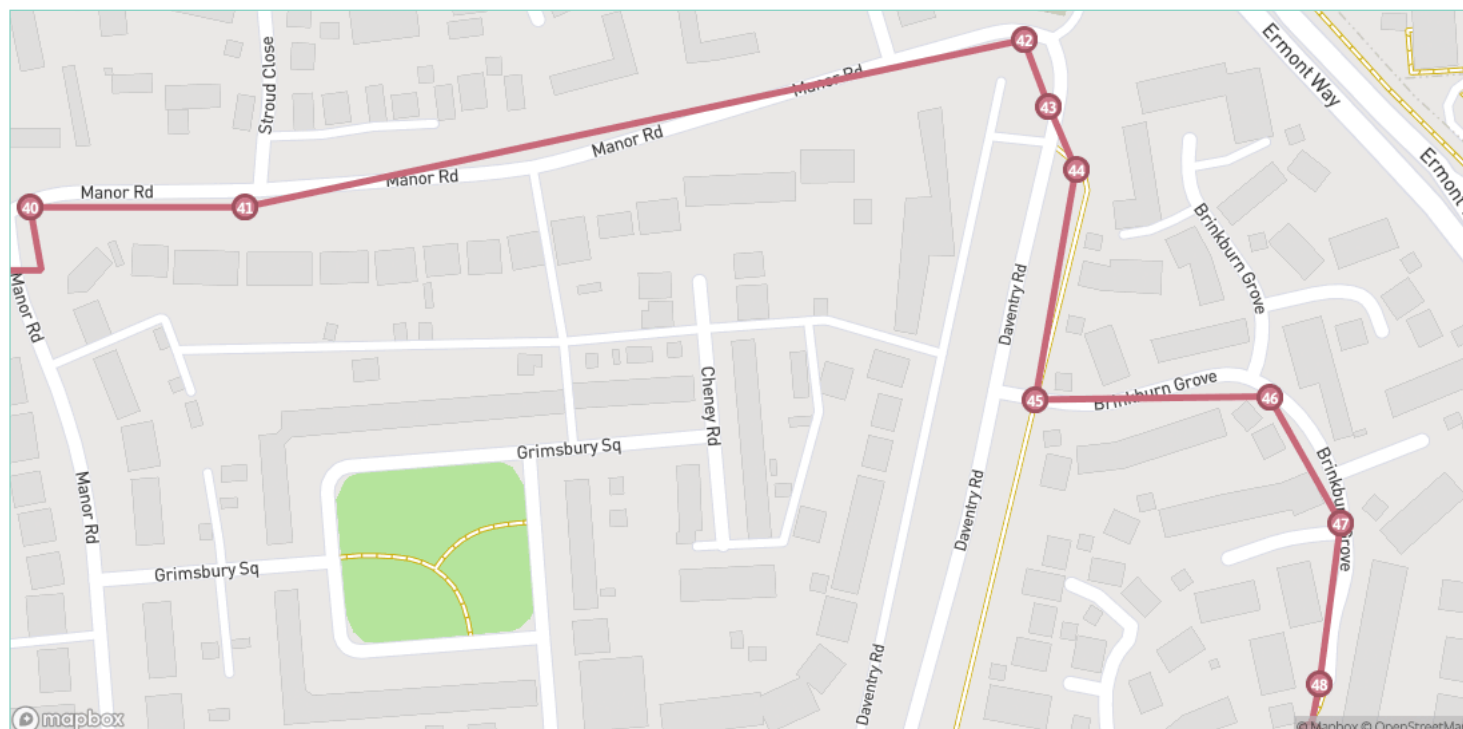 Stroud Close
Manor Rd
42
Ermont Way
43
Manor Rd
44
Ermont
Manor Rd
Manor Rd
40
41
Brinkburn Grove
Manor Rd
Daventry Rd
Cheney Rd
45
Brinkburn Grove
46
Grimsbury Sq
Brinkburn Grove
Manor Rd
Daventry Rd
47
Grimsbury Sq
Daventry Rd
48
mapbox
© Mapbox © OpenStreetMa